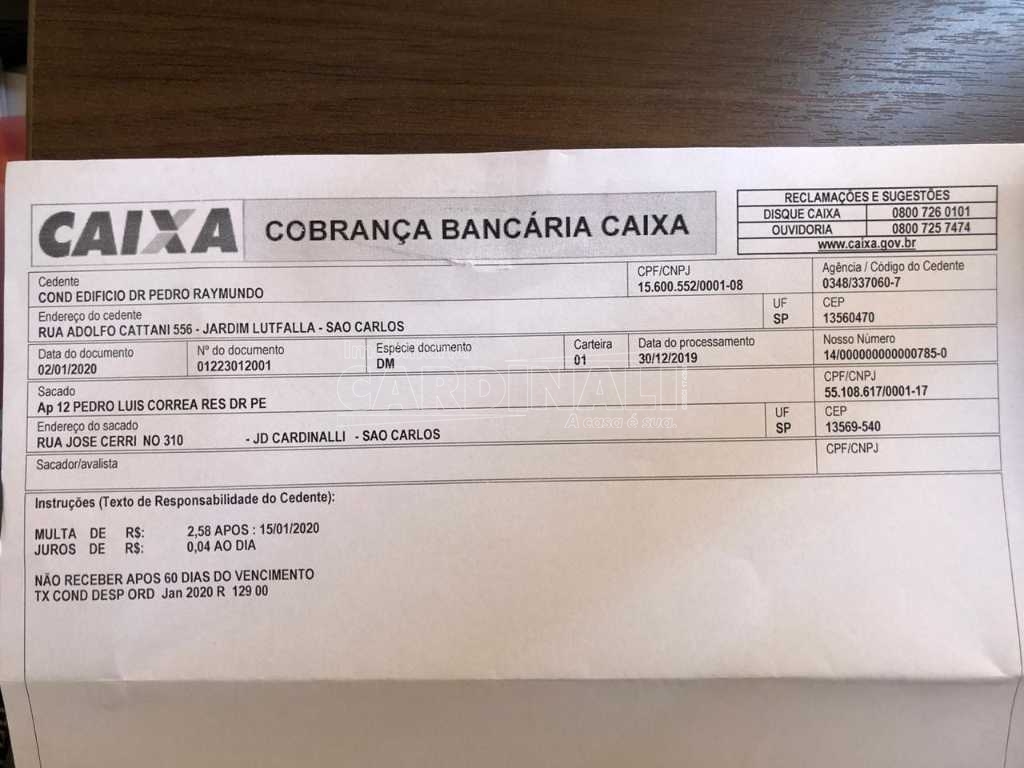 CAIXA
COBRANÇA BANCÁRIA CAIXA
RECLAMAÇÕES E SUGESTÕES
DISQUE CAIXA 0800 726 0101
OUVIDORIA 0800 725 7474
www.caixa.gov.br
Cedente CPF/CNPJ Agência / Código do Cedente
COND EDIFICIO DR PEDRO RAYMUNDO 15.600.552/0001-08 0348/337060-7
Endereço do cedente UF CEP
RUA ADOLFO CATTANI 556 - JARDIM LUTFALLA - SAO CARLOS SP 13560470
Data do documento Nº do documento Espécie documento Carteira Data do processamento Nosso Número
02/01/2020 01223012001 DM 01 30/12/2019 14/000000000000785-0
Sacado CPF/CNPJ
Ap 12 PEDRO LUIS CORREA RES DR PE 55.108.617/0001-17
Endereço do sacado UF CEP
RUA JOSE CERRI NO 310 - JD CARDINALLI - SAO CARLOS SP 13569-540
Sacador/avalista CPF/CNPJ
CARDINALI
A casa é sua.
Instruções (Texto de Responsabilidade do Cedente):
MULTA DE R$: 2,58 APOS : 15/01/2020
JUROS DE R$: 0,04 AO DIA
NÃO RECEBER APOS 60 DIAS DO VENCIMENTO
TX COND DESP ORD Jan 2020 R 129 00